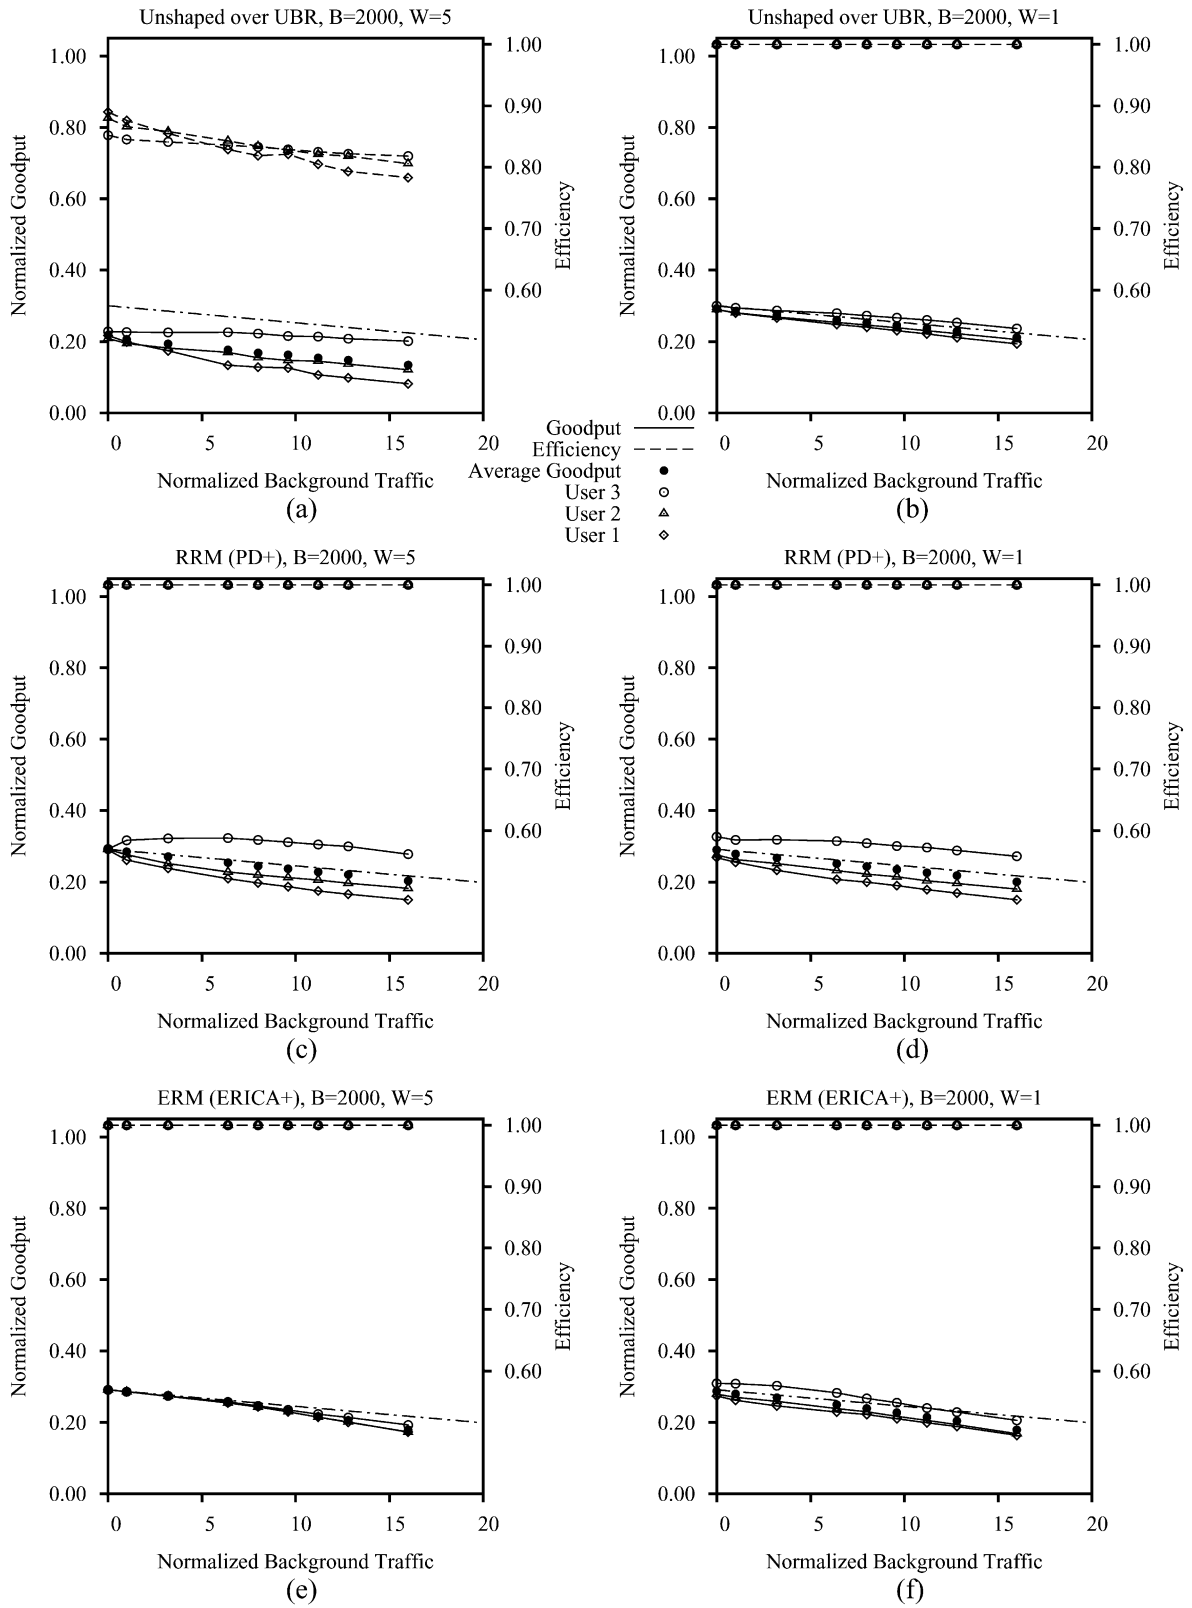 Unshaped over UBR, B=2000, W=5
1.00
0.80
0.60
0.40
0.20
0.00
Normalized Goodput
1.00
0.90
0.80
0.70
0.60
Efficiency
0 5 10 15 20
Normalized Background Traffic
(a)
Unshaped over UBR, B=2000, W=1
1.00
0.80
0.60
0.40
0.20
0.00
Normalized Goodput
1.00
0.90
0.80
0.70
0.60
Efficiency
0 5 10 15 20
Normalized Background Traffic
(b)
Goodput
Efficiency
Average Goodput
User 3
User 2
User 1
RRM (PD+), B=2000, W=5
1.00
0.80
0.60
0.40
0.20
0.00
Normalized Goodput
1.00
0.90
0.80
0.70
0.60
Efficiency
0 5 10 15 20
Normalized Background Traffic
(c)
RRM (PD+), B=2000, W=1
1.00
0.80
0.60
0.40
0.20
0.00
Normalized Goodput
1.00
0.90
0.80
0.70
0.60
Efficiency
0 5 10 15 20
Normalized Background Traffic
(d)
ERM (ERICA+), B=2000, W=5
1.00
0.80
0.60
0.40
0.20
0.00
Normalized Goodput
1.00
0.90
0.80
0.70
0.60
Efficiency
0 5 10 15 20
Normalized Background Traffic
(e)
ERM (ERICA+), B=2000, W=1
1.00
0.80
0.60
0.40
0.20
0.00
Normalized Goodput
1.00
0.90
0.80
0.70
0.60
Efficiency
0 5 10 15 20
Normalized Background Traffic
(f)